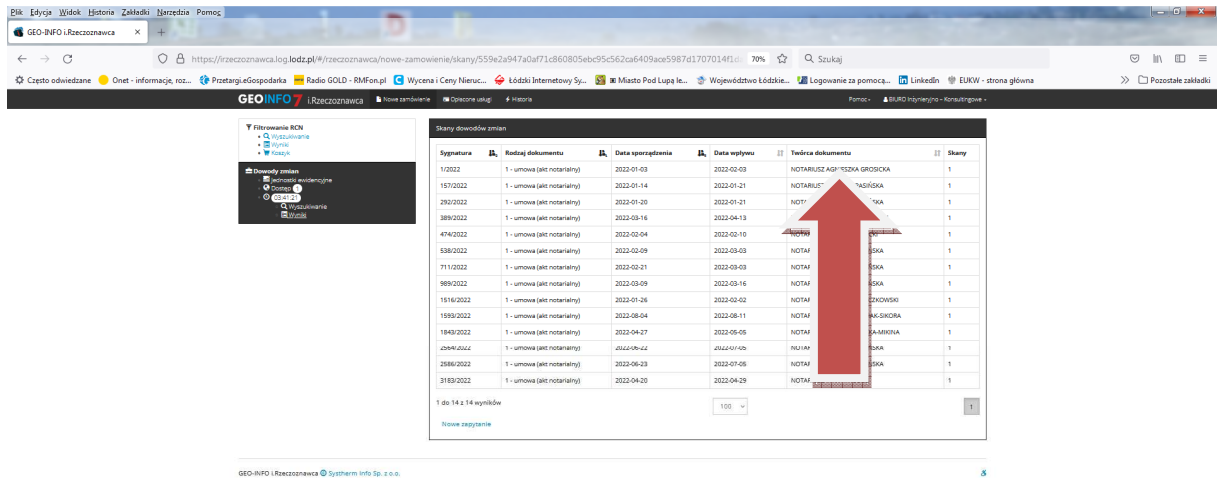 Plik Edycja Widok Historia Zakładki Narzędzia Pomoc
GEO-INFO i.Rzeczoznawca × +
https://irzeczoznawca.log.lodz.pl/#/rzeczoznawca/nowe-zamowienie/skany/559e2a947a0af71c860805ebc95c562ca6409ace5987d1707014f1d 70% Szukaj
Często odwiedzane Onet - informacje, roz... Przetargi.eGospodarka Radio GOLD - RMFon.pl Wycena i Ceny Nieruc... Łódzki Internetowy Sy... Miasto Pod Lupą le... Województwo Łódzkie... Logowanie za pomocą... LinkedIn EUKW - strona główna Pozostałe zakładki
GEOINFO 7 i.Rzeczoznawca Nowe zamówienie Opłacone usługi Historia Pomoc BIURO Inżynieryjno – Konsultingowe
Filtrowanie RCN
Wyszukiwanie
Wyniki
Koszyk
Dowody zmian
Jednostki ewidencyjne
Dostęp 1
03:41:21
Wyszukiwanie
Wyniki
Skany dowodów zmian
Sygnatura Rodzaj dokumentu Data sporządzenia Data wpływu Twórca dokumentu Skany
1/2022 1 - umowa (akt notarialny) 2022-01-03 2022-02-03 NOTARIUSZ AGNIESZKA GROSICKA 1
157/2022 1 - umowa (akt notarialny) 2022-01-14 2022-01-21 NOTARIUSZ 1
292/2022 1 - umowa (akt notarialny) 2022-01-20 2022-01-21 1
389/2022 1 - umowa (akt notarialny) 2022-03-16 2022-04-13 1
474/2022 1 - umowa (akt notarialny) 2022-02-04 2022-02-10 1
538/2022 1 - umowa (akt notarialny) 2022-02-09 2022-03-03 1
711/2022 1 - umowa (akt notarialny) 2022-02-21 2022-03-03 1
989/2022 1 - umowa (akt notarialny) 2022-03-09 2022-03-16 1
1516/2022 1 - umowa (akt notarialny) 2022-01-26 2022-02-02 1
1593/2022 1 - umowa (akt notarialny) 2022-08-04 2022-08-11 1
1843/2022 1 - umowa (akt notarialny) 2022-04-27 2022-05-05 1
2564/2022 1 - umowa (akt notarialny) 2022-06-22 2022-07-05 1
2586/2022 1 - umowa (akt notarialny) 2022-06-23 2022-07-05 1
3183/2022 1 - umowa (akt notarialny) 2022-04-20 2022-04-29 1
1 do 14 z 14 wyników 100 1
Nowe zapytanie
GEO-INFO i.Rzeczoznawca Systherm Info Sp. z o.o.